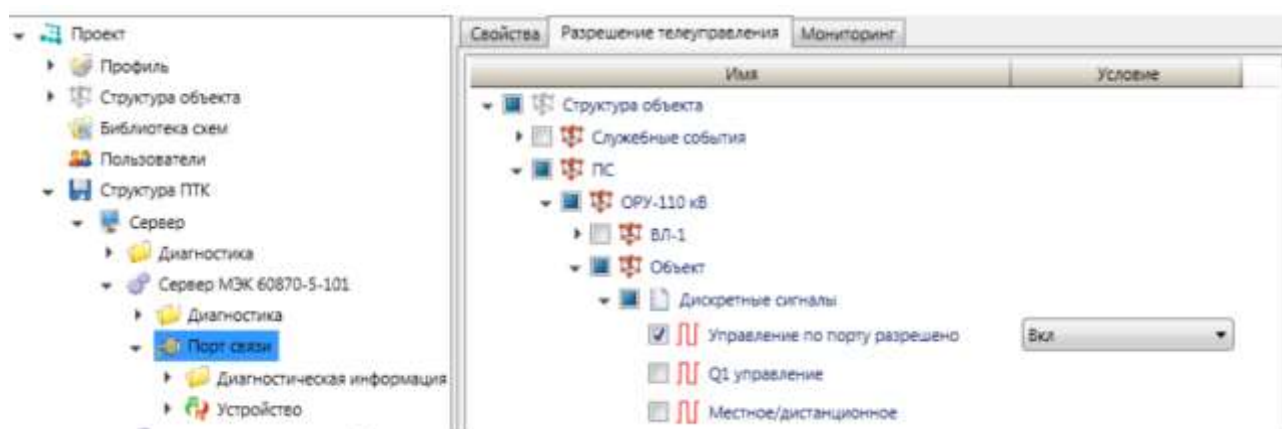 Проект
Профиль
Структура объекта
Библиотека схем
Пользователи
Структура ПТК
Сервер
Диагностика
Сервер МЭК 60870-5-101
Диагностика
Порт связи
Диагностическая информация
Устройство
Свойства Разрешение телеуправления Мониторинг
Имя Условие
Структура объекта
Служебные события
ПС
ОРУ-110 кВ
ВЛ-1
Объект
Дискретные сигналы
Управление по порту разрешено Вкл
Q1 управление
Местное/дистанционное